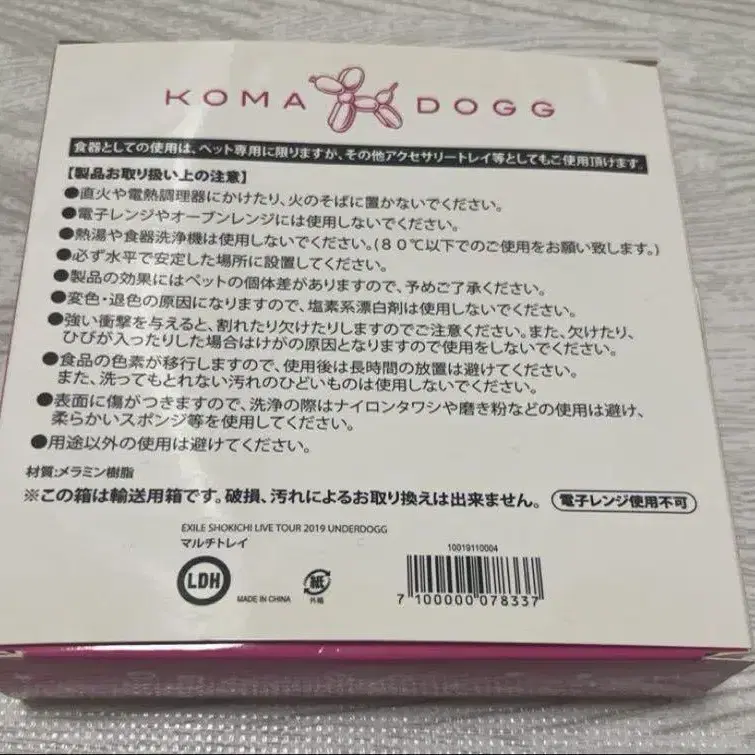 KOMA DOGG
食器としての使用は、ペット専用に限りますが、その他アクセサリートレイ等としてもご使用頂けます。
【製品お取り扱い上の注意】
●直火や電熱調理器にかけたり、火のそばに置かないでください。
●電子レンジやオーブンレンジには使用しないでください。
●熱湯や食器洗浄機は使用しないでください。(80℃以下でのご使用をお願い致します。)
●必ず水平で安定した場所に設置してください。
●製品の効果にはペットの個体差がありますので、予めご了承ください。
●変色・退色の原因になりますので、塩素系漂白剤は使用しないでください。
●強い衝撃を与えると、割れたり欠けたりしますのでご注意ください。また、欠けたり、
ひびが入ったりした場合はけがの原因となりますので使用をしないでください。
●食品の色素が移行しますので、使用後は長時間の放置は避けてください。
また、洗ってもとれない汚れのひどいものは使用しないでください。
●表面に傷がつきますので、洗浄の際はナイロンタワシや磨き粉などの使用は避け、
柔らかいスポンジ等を使用してください。
●用途以外の使用は避けてください。
材質:メラミン樹脂
※この箱は輸送用箱です。破損、汚れによるお取り換えは出来ません。 電子レンジ使用不可
EXILE SHOKICHI LIVE TOUR 2019 UNDERDOGG
マルチトレイ
LDH
MADE IN CHINA
紙
外箱
10019110004
7 100000 078337